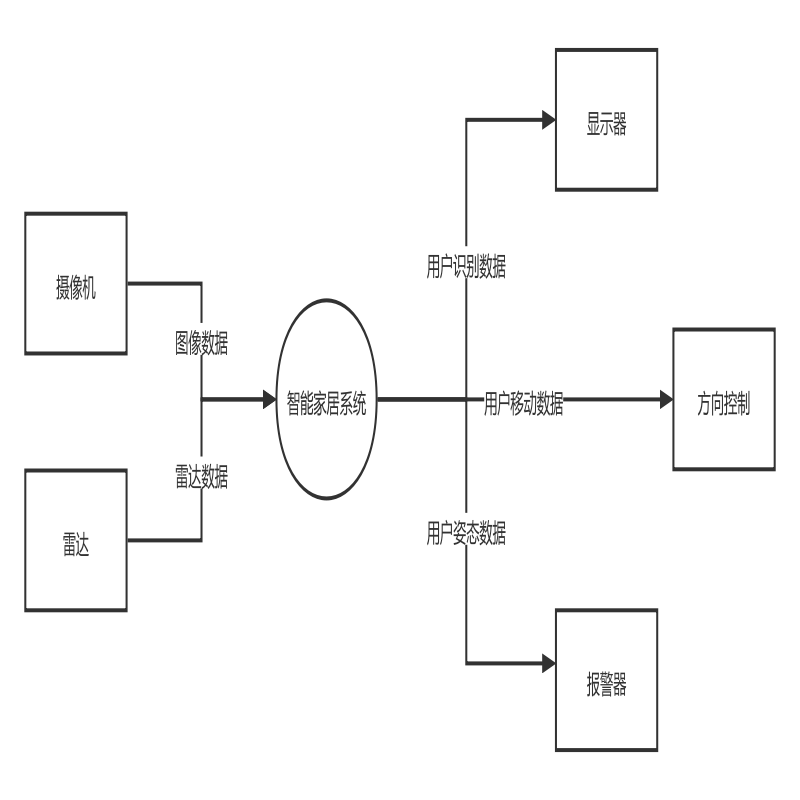 显示器
用户识别数据
摄像机
图像数据
智能家居系统
用户移动数据
方向控制
雷达数据
用户姿态数据
雷达
报警器